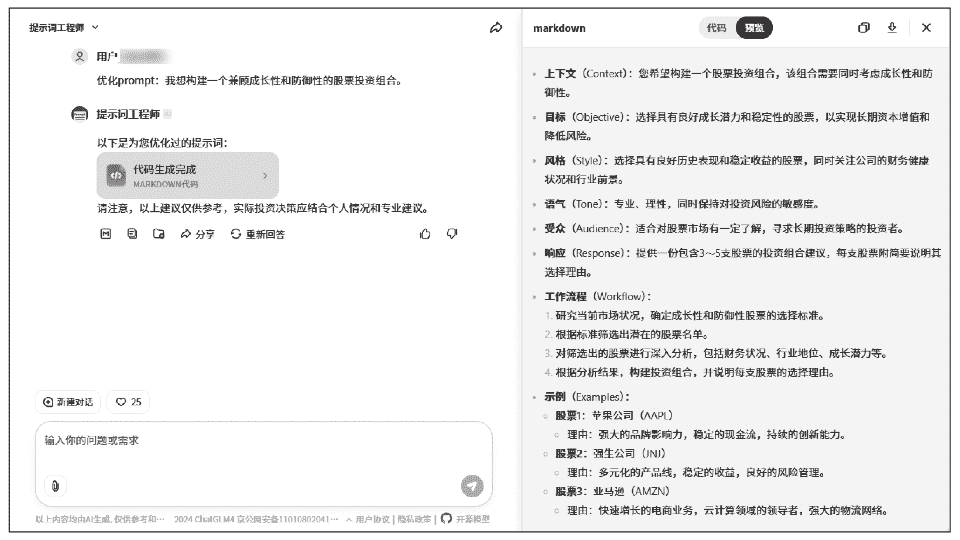 提示词工程师
用户
优化prompt：我想构建一个兼顾成长性和防御性的股票投资组合。
提示词工程师
以下是为您优化过的提示词：
代码生成完成
MARKDOWN代码
请注意，以上建议仅供参考，实际投资决策应结合个人情况和专业建议。
分享 重新回答
新建对话 25
输入你的问题或需求
以上内容均由AI生成, 仅供参考和… 2024 ChatGLM4 京公网安备11010802041… 用户协议 | 隐私政策 | 开源模型
markdown 代码 预览
• 上下文（Context）：您希望构建一个股票投资组合，该组合需要同时考虑成长性和防
御性。
• 目标（Objective）：选择具有良好成长潜力和稳定性的股票，以实现长期资本增值和
降低风险。
• 风格（Style）：选择具有良好历史表现和稳定收益的股票，同时关注公司的财务健康
状况和行业前景。
• 语气（Tone）：专业、理性，同时保持对投资风险的敏感度。
• 受众（Audience）：适合对股票市场有一定了解，寻求长期投资策略的投资者。
• 响应（Response）：提供一份包含3～5支股票的投资组合建议，每支股票附简要说明其
选择理由。
• 工作流程（Workflow）：
1. 研究当前市场状况，确定成长性和防御性股票的选择标准。
2. 根据标准筛选出潜在的股票名单。
3. 对筛选出的股票进行深入分析，包括财务状况、行业地位、成长潜力等。
4. 根据分析结果，构建投资组合，并说明每支股票的选择理由。
• 示例（Examples）：
○ 股票1：苹果公司（AAPL）
○ 理由：强大的品牌影响力，稳定的现金流，持续的创新能力。
○ 股票2：强生公司（JNJ）
○ 理由：多元化的产品线，稳定的收益，良好的风险管理。
○ 股票3：亚马逊（AMZN）
○ 理由：快速增长的电商业务，云计算领域的领导者，强大的物流网络。